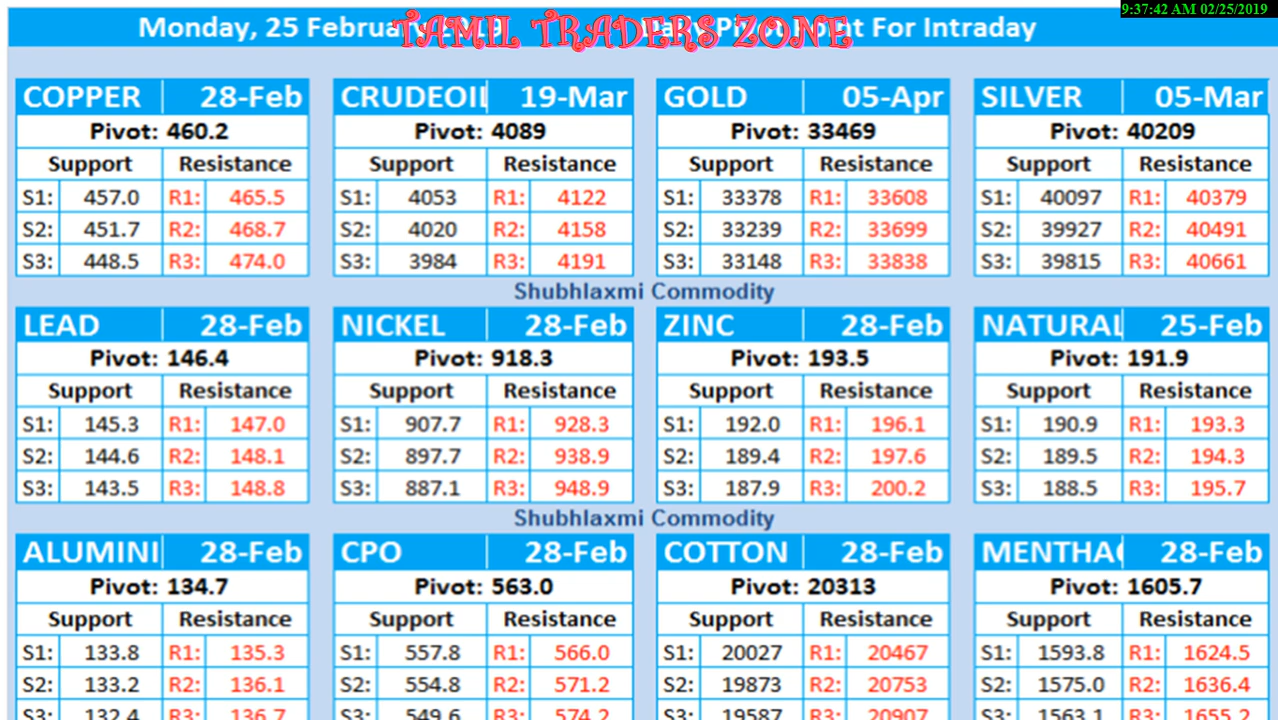 9:37:42 AM 02/25/2019
Monday, 25 February 2019 Pivot Point For Intraday
TAMIL TRADERS ZONE
COPPER 28-Feb CRUDEOIL 19-Mar GOLD 05-Apr SILVER 05-Mar
Pivot: 460.2 Pivot: 4089 Pivot: 33469 Pivot: 40209
Support Resistance Support Resistance Support Resistance Support Resistance
S1: 457.0 R1: 465.5 S1: 4053 R1: 4122 S1: 33378 R1: 33608 S1: 40097 R1: 40379
S2: 451.7 R2: 468.7 S2: 4020 R2: 4158 S2: 33239 R2: 33699 S2: 39927 R2: 40491
S3: 448.5 R3: 474.0 S3: 3984 R3: 4191 S3: 33148 R3: 33838 S3: 39815 R3: 40661
Shubhlaxmi Commodity
LEAD 28-Feb NICKEL 28-Feb ZINC 28-Feb NATURAL 25-Feb
Pivot: 146.4 Pivot: 918.3 Pivot: 193.5 Pivot: 191.9
Support Resistance Support Resistance Support Resistance Support Resistance
S1: 145.3 R1: 147.0 S1: 907.7 R1: 928.3 S1: 192.0 R1: 196.1 S1: 190.9 R1: 193.3
S2: 144.6 R2: 148.1 S2: 897.7 R2: 938.9 S2: 189.4 R2: 197.6 S2: 189.5 R2: 194.3
S3: 143.5 R3: 148.8 S3: 887.1 R3: 948.9 S3: 187.9 R3: 200.2 S3: 188.5 R3: 195.7
Shubhlaxmi Commodity
ALUMINI 28-Feb CPO 28-Feb COTTON 28-Feb MENTHAO 28-Feb
Pivot: 134.7 Pivot: 563.0 Pivot: 20313 Pivot: 1605.7
Support Resistance Support Resistance Support Resistance Support Resistance
S1: 133.8 R1: 135.3 S1: 557.8 R1: 566.0 S1: 20027 R1: 20467 S1: 1593.8 R1: 1624.5
S2: 133.2 R2: 136.1 S2: 554.8 R2: 571.2 S2: 19873 R2: 20753 S2: 1575.0 R2: 1636.4
S3: 132.4 R3: 136.7 S3: 549.6 R3: 574.2 S3: 19587 R3: 20907 S3: 1563.1 R3: 1655.2